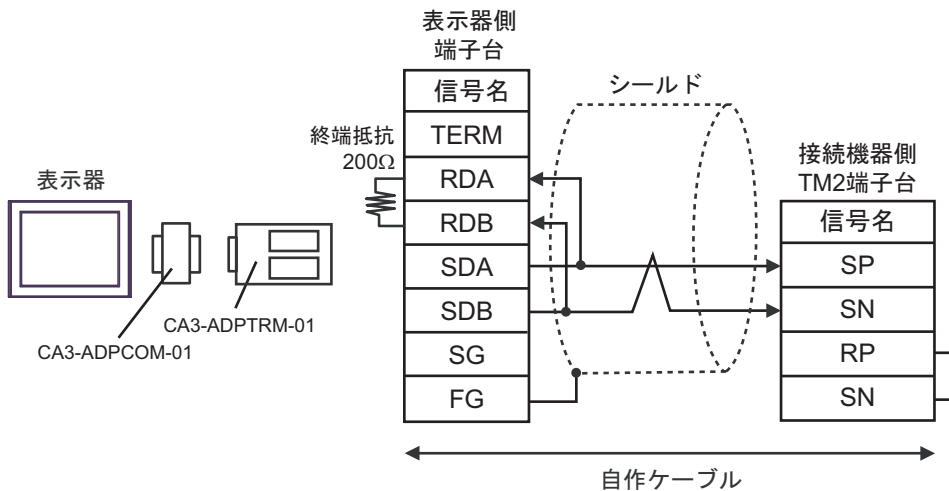 表示器側
端子台
信号名
TERM
RDA
RDB
SDA
SDB
SG
FG
終端抵抗
200Ω
シールド
接続機器側
TM2端子台
信号名
SP
SN
RP
SN
表示器
CA3-ADPTRM-01
CA3-ADPCOM-01
自作ケーブル